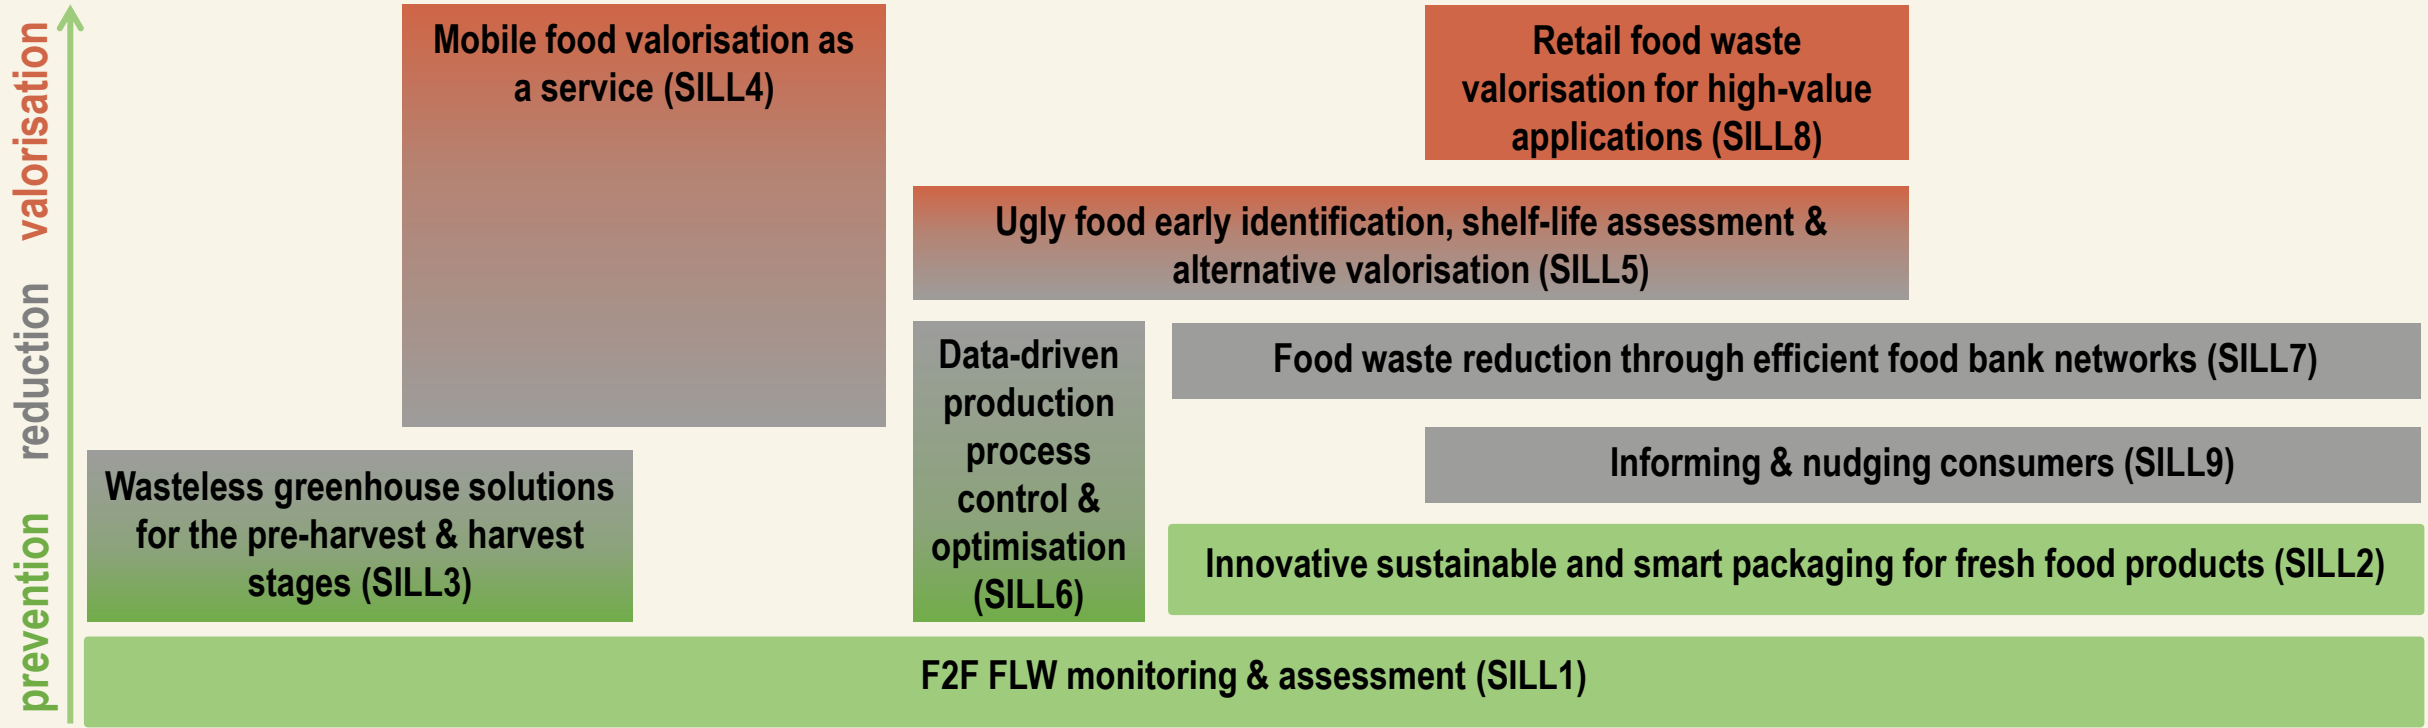 valorisation
reduction
prevention
Mobile food valorisation as
a service (SILL4)
Retail food waste
valorisation for high-value
applications (SILL8)
Ugly food early identification, shelf-life assessment &
alternative valorisation (SILL5)
Data-driven
production
process
control &
optimisation
(SILL6)
Food waste reduction through efficient food bank networks (SILL7)
Informing & nudging consumers (SILL9)
Wasteless greenhouse solutions
for the pre-harvest & harvest
stages (SILL3)
Innovative sustainable and smart packaging for fresh food products (SILL2)
F2F FLW monitoring & assessment (SILL1)